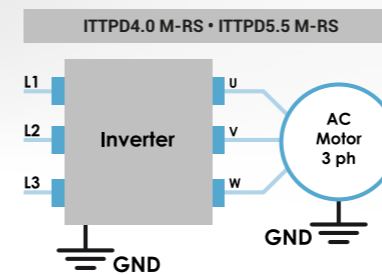 ITTPD4.0 M-RS • ITTPD5.5 M-RS
L1
U
L2
Inverter
V
AC
Motor
3 ph
L3
W
GND
GND